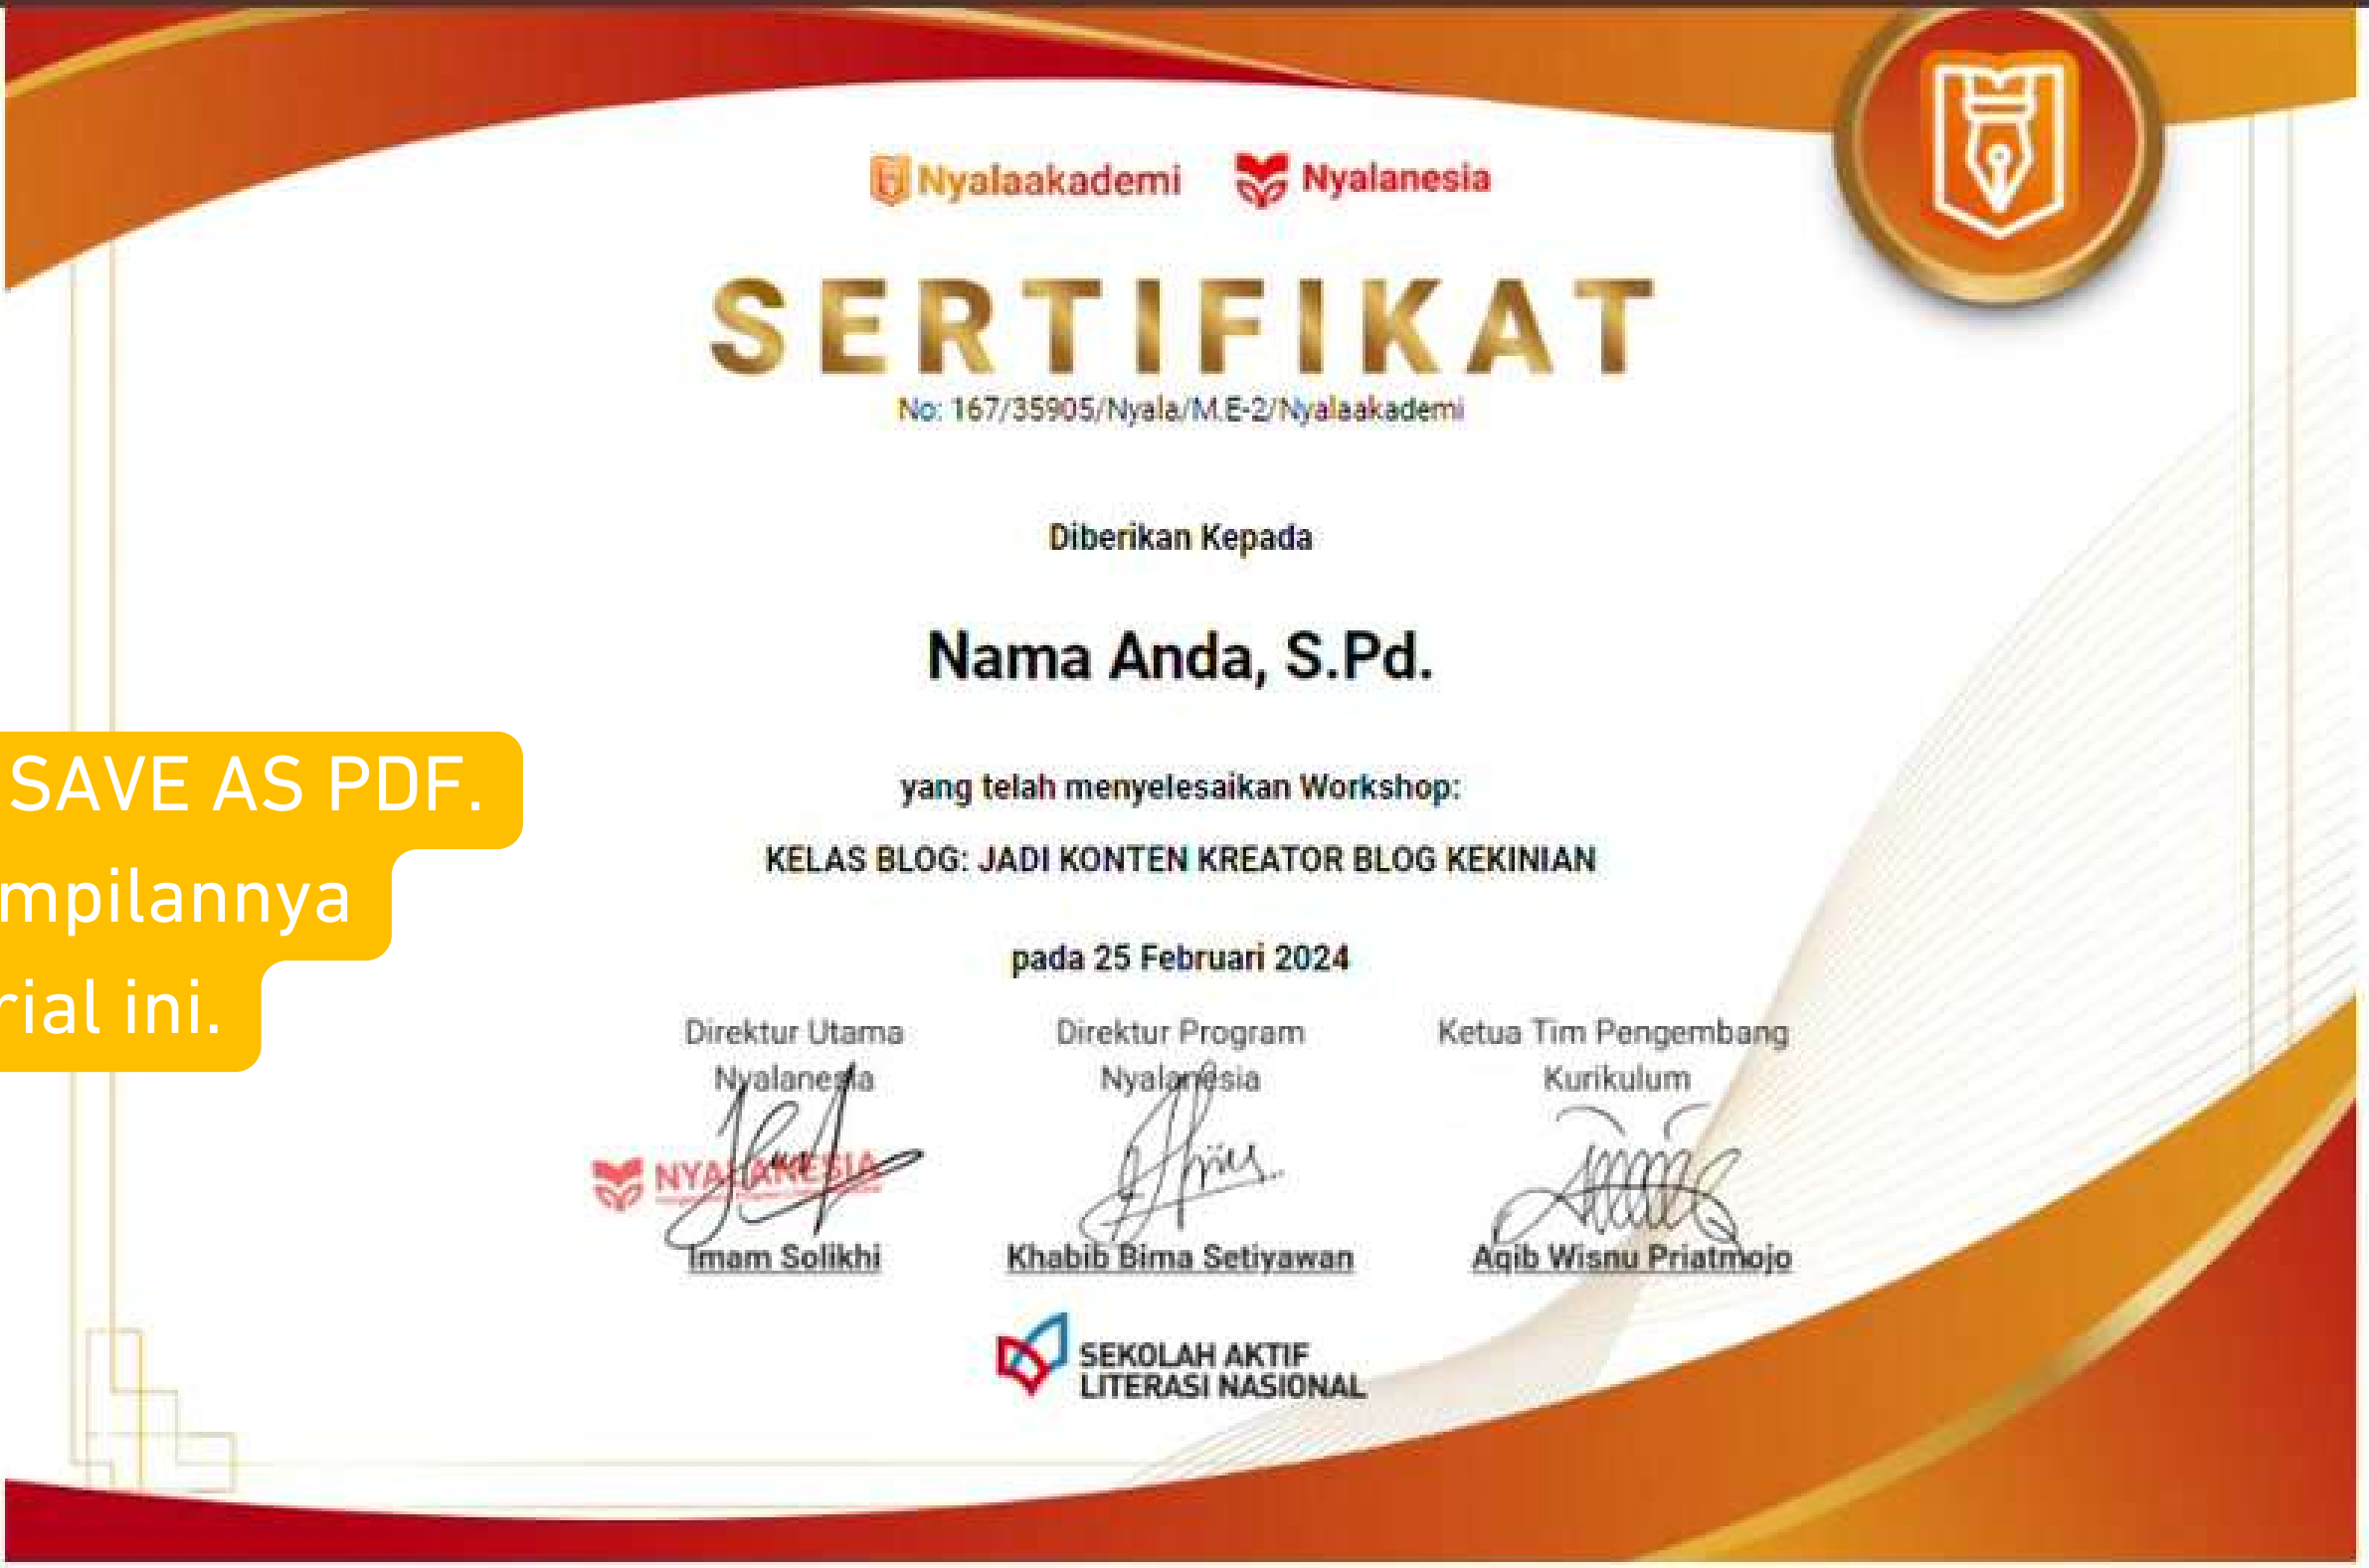 Nyalaakademi Nyalanesia
SERTIFIKAT
No: 167/35905/Nyala/M.E-2/Nyalaakademi
Diberikan Kepada
Nama Anda, S.Pd.
yang telah menyelesaikan Workshop:
KELAS BLOG: JADI KONTEN KREATOR BLOG KEKINIAN
pada 25 Februari 2024
SAVE AS PDF.
mpilannya
rial ini.
Direktur Utama
Nyalanesia
NYALANESIA
Imam Solikhi
Direktur Program
Nyalanesia
Khabib Bima Setiyawan
Ketua Tim Pengembang
Kurikulum
Aqib Wisnu Priatmojo
SEKOLAH AKTIF
LITERASI NASIONAL